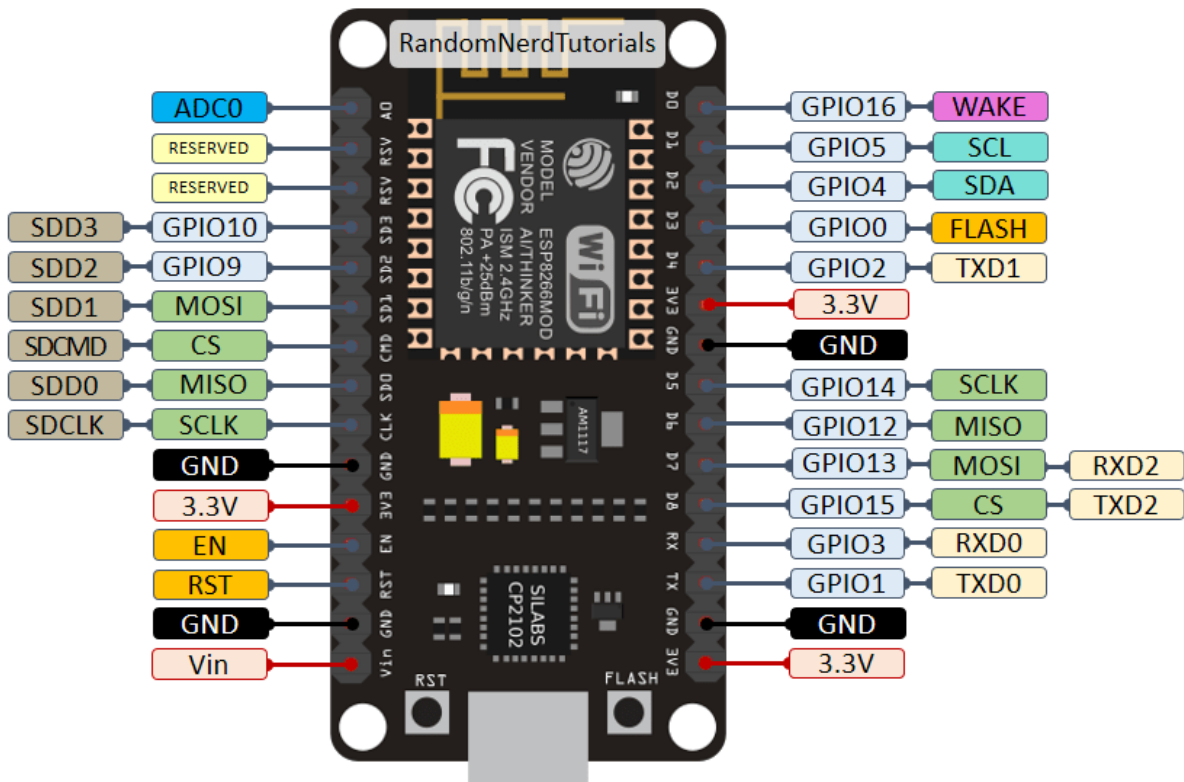 RandomNerdTutorials
ADC0
RESERVED
RESERVED
SDD3 GPIO10
SDD2 GPIO9
SDD1 MOSI
SDCMD CS
SDD0 MISO
SDCLK SCLK
GND
3.3V
EN
RST
GND
Vin
A0
RSV
RSV
SD3
SD2
SD1
CMD
SD0
CLK
GND
3V3
EN
RST
GND
Vin
MODEL ESP8266MOD
VENDOR AI/THINKER
ISM 2.4GHz
PA +25dBm
802.11b/g/n
FC
Wi Fi
AM1117
SILABS
CP2102
RST
FLASH
D0
D1
D2
D3
D4
3V3
GND
D5
D6
D7
D8
RX
TX
GND
3V3
GPIO16 WAKE
GPIO5 SCL
GPIO4 SDA
GPIO0 FLASH
GPIO2 TXD1
3.3V
GND
GPIO14 SCLK
GPIO12 MISO
GPIO13 MOSI RXD2
GPIO15 CS TXD2
GPIO3 RXD0
GPIO1 TXD0
GND
3.3V